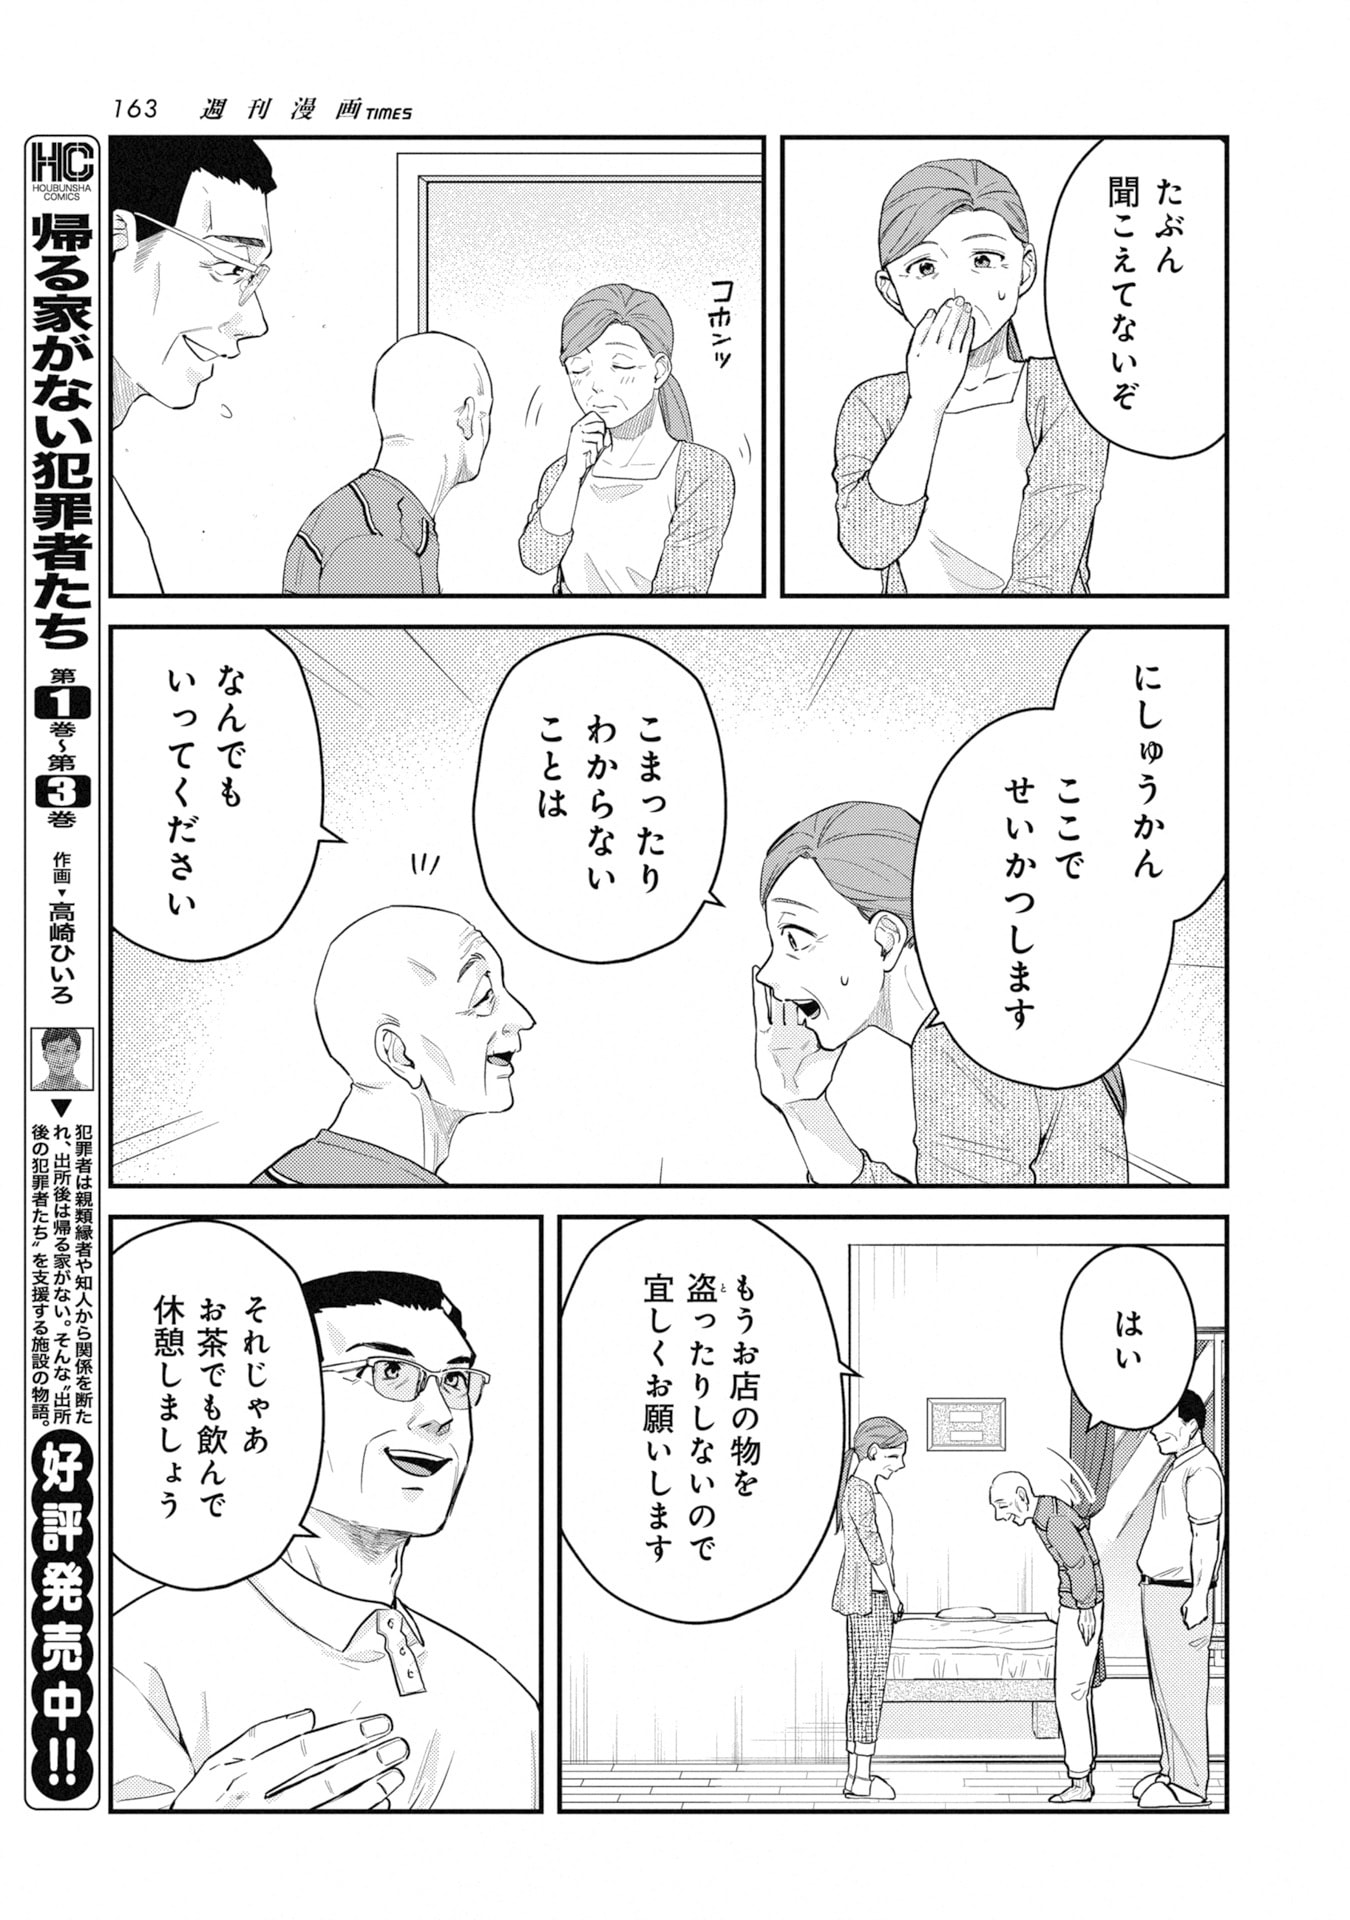 163 週刊漫画TIMES
たぶん
聞こえてないぞ
コホンッ
にしゅうかん
ここで
せいかつします
こまったり
わからない
ことは
なんでも
いってください
はい
もうお店の物を
盗ったりしないので
と
宜しくお願いします
それじゃあ
お茶でも飲んで
休憩しましょう
HC
HOUBUNSHA
COMICS
帰る家がない犯罪者たち
第1巻～第3巻
作画▼高崎ひいろ
▼
犯罪者は親類縁者や知人から関係を断た
れ、出所後は帰る家がない。そんな〝出所
後の犯罪者たち〟を支援する施設の物語。
好評発売中!!